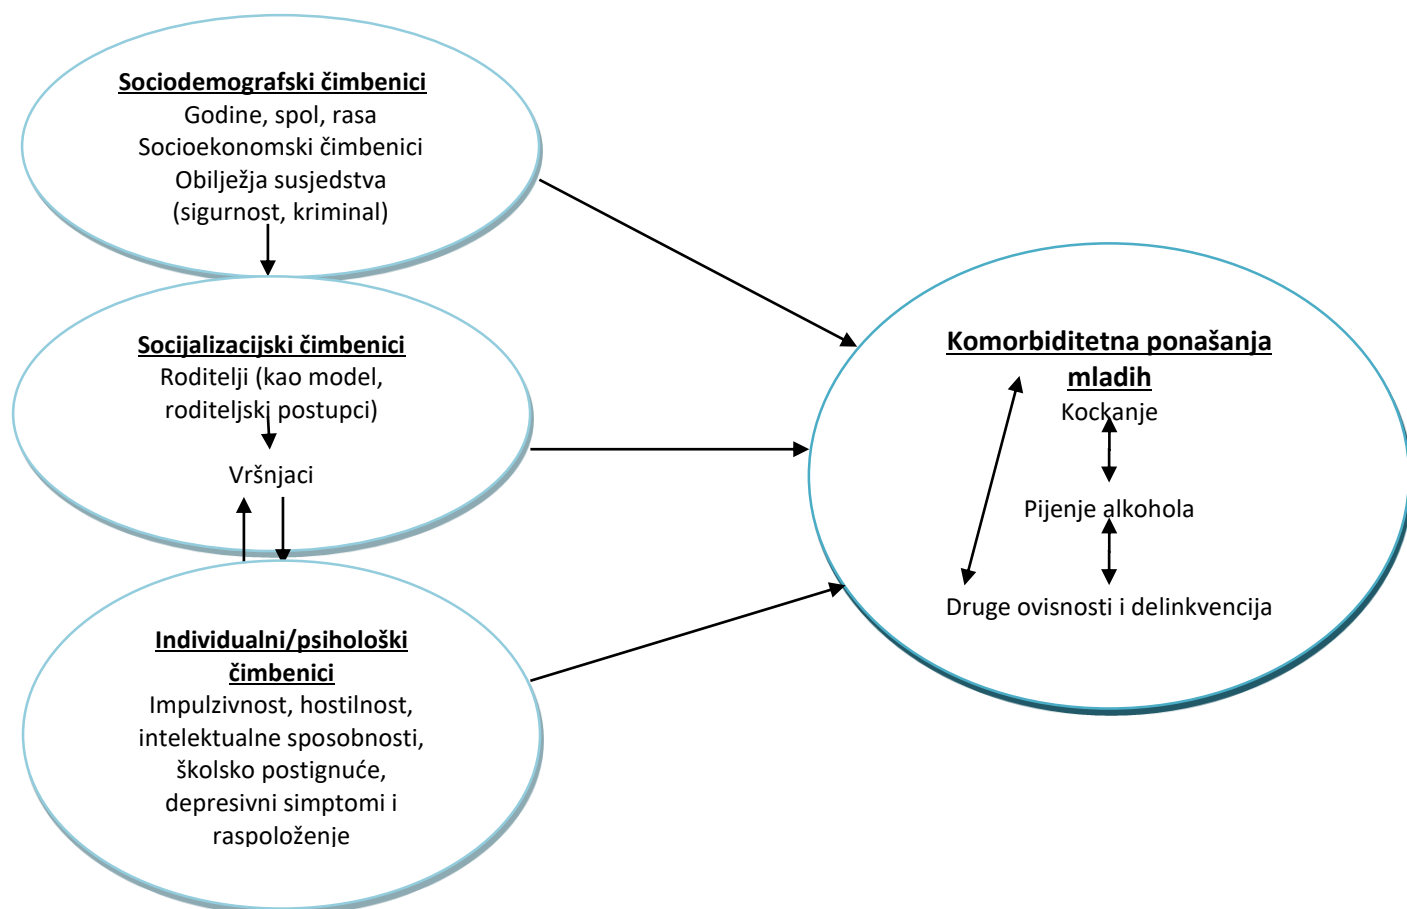 Sociodemografski čimbenici
Godine, spol, rasa
Socioekonomski čimbenici
Obilježja susjedstva
(sigurnost, kriminal)
Socijalizacijski čimbenici
Roditelji (kao model,
roditeljski postupci)
Vršnjaci
Individualni/psihološki
čimbenici
Impulzivnost, hostilnost,
intelektualne sposobnosti,
školsko postignuće,
depresivni simptomi i
raspoloženje
Komorbiditetna ponašanja
mladih
Kockanje
Pijenje alkohola
Druge ovisnosti i delinkvencija